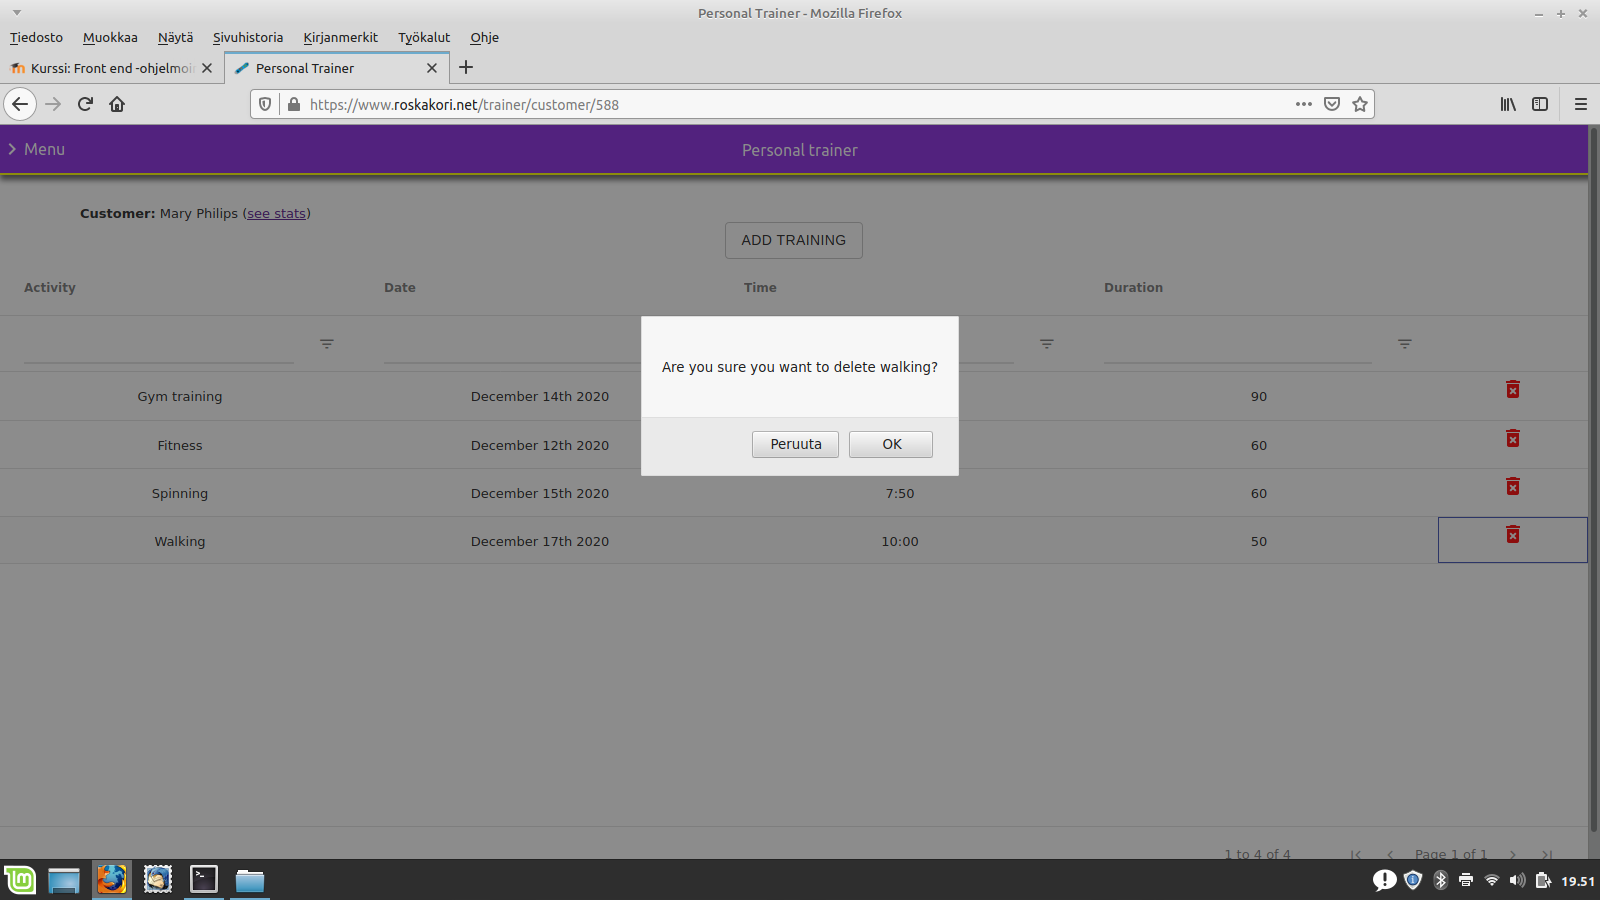 Personal Trainer - Mozilla Firefox
Tiedosto Muokkaa Näytä Sivuhistoria Kirjanmerkit Työkalut Ohje
Kurssi: Front end -ohjelmoi Personal Trainer
https://www.roskakori.net/trainer/customer/588
Menu Personal trainer
Customer: Mary Philips (see stats)
ADD TRAINING
Activity Date Time Duration
Are you sure you want to delete walking?
Peruuta OK
Gym training December 14th 2020 90
Fitness December 12th 2020 60
Spinning December 15th 2020 7:50 60
Walking December 17th 2020 10:00 50
1 to 4 of 4 Page 1 of 1
19.51